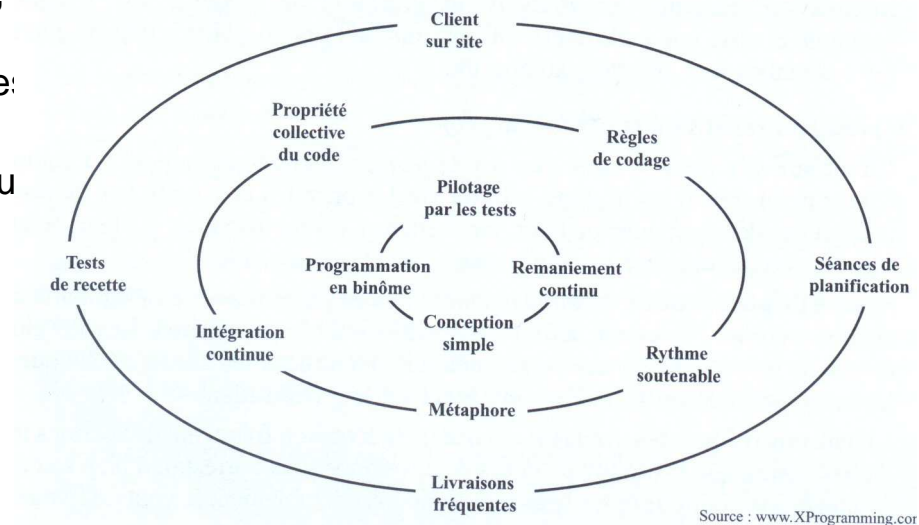 Client
sur site
Propriété
collective
du code
Règles
de codage
Pilotage
par les tests
Tests
de recette
Programmation
en binôme
Remaniement
continu
Séances de
planification
Intégration
continue
Conception
simple
Rythme
soutenable
Métaphore
Livraisons
fréquentes
Source : www.XProgramming.com